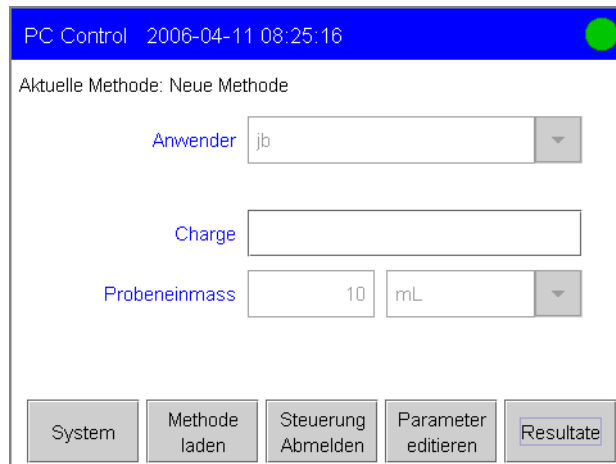 PC Control 2006-04-11 08:25:16
Aktuelle Methode: Neue Methode
Anwender jb
Charge
Probeneinmass 10 mL
System
Methode
laden
Steuerung
Abmelden
Parameter
editieren
Resultate